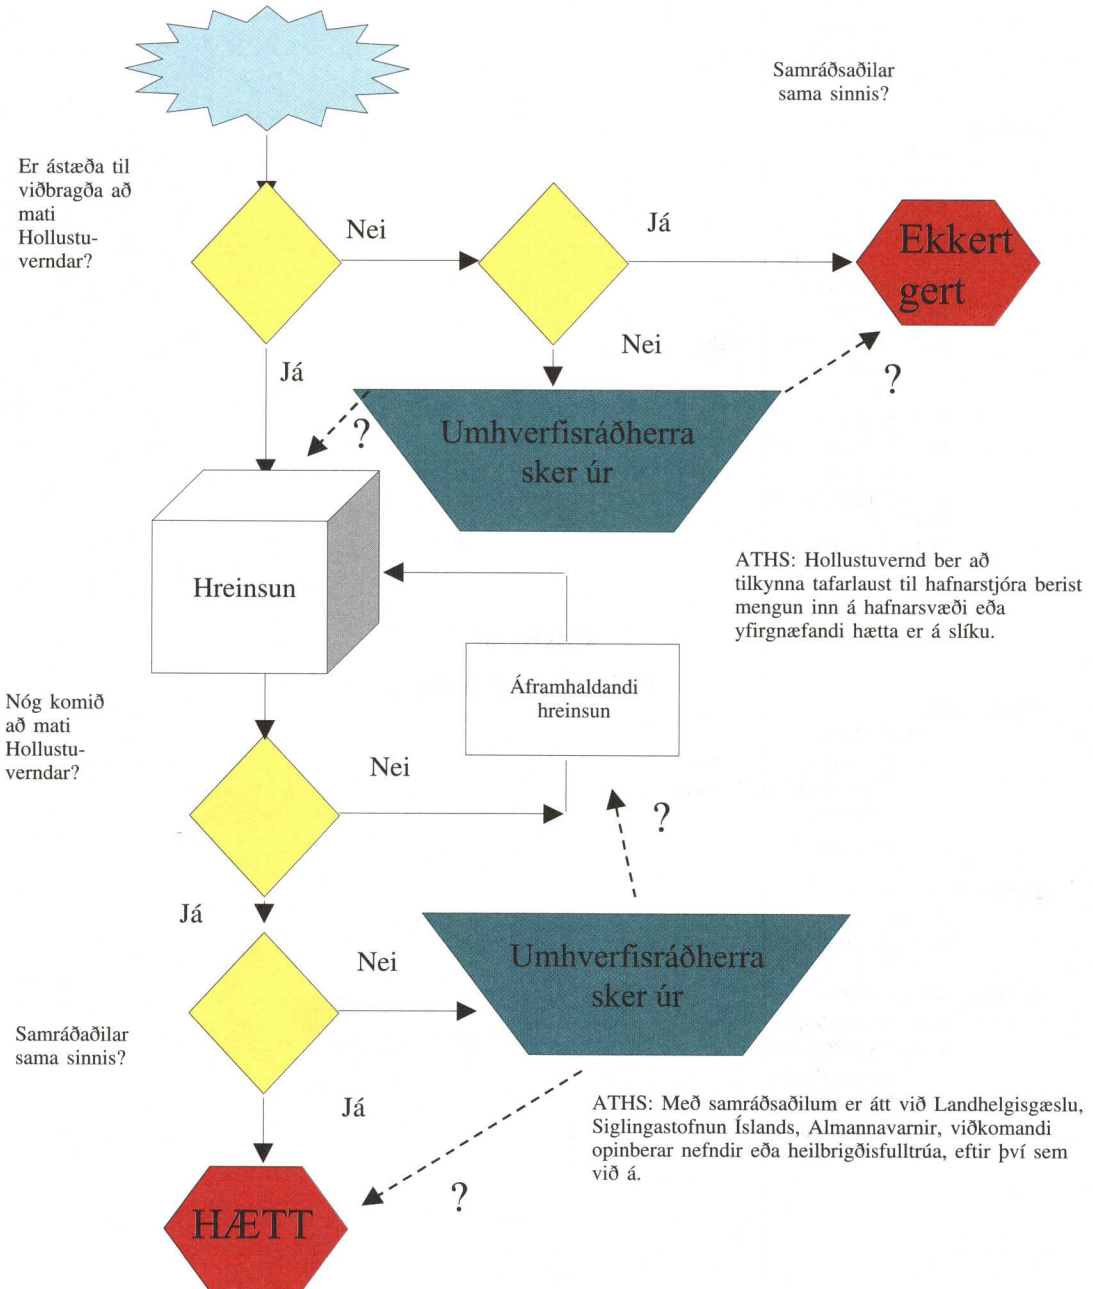 Samráðsaðilar
sama sinnis?
Er ástæða til
viðbragða að
mati
Hollustu-
verndar?
Nei
Já
Ekkert
gert
Já
Nei
?
?
Umhverfisráðherra
sker úr
Hreinsun
ATHS: Hollustuvernd ber að
tilkynna tafarlaust til hafnarstjóra berist
mengun inn á hafnarsvæði eða
yfirgnæfandi hætta er á slíku.
Áframhaldandi
hreinsun
Nóg komið
að mati
Hollustu-
verndar?
Nei
?
Já
Nei
Umhverfisráðherra
sker úr
Samráðaðilar
sama sinnis?
Já
ATHS: Með samráðsaðilum er átt við Landhelgisgæslu,
Siglingastofnun Íslands, Almannavarnir, viðkomandi
opinberar nefndir eða heilbrigðisfulltrúa, eftir því sem
við á.
?
HÆTT